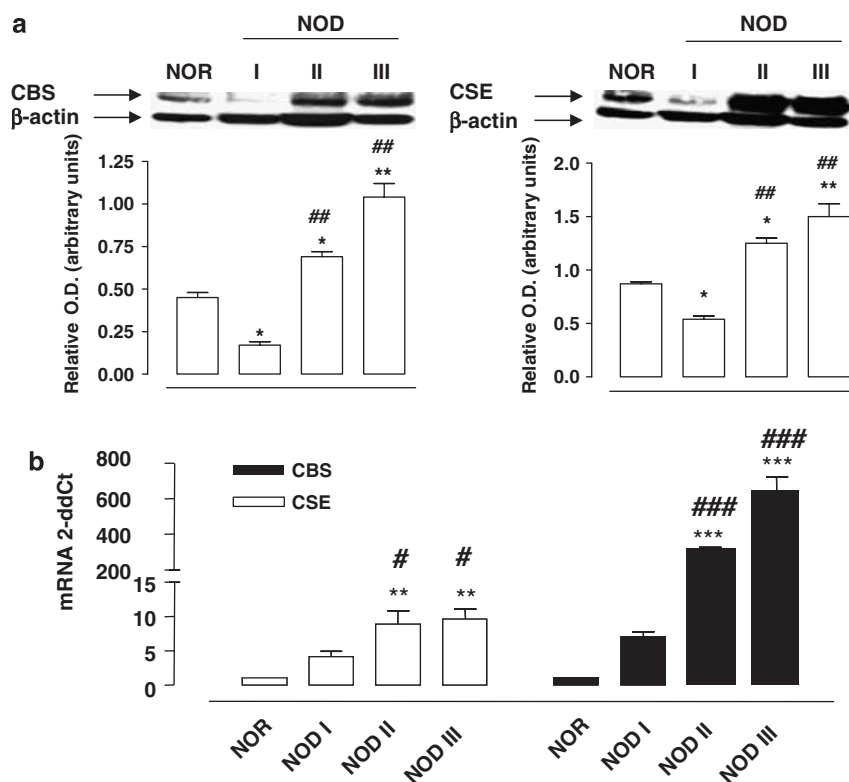 a
NOD
NOR I II III
CBS
β-actin
Relative O.D. (arbitrary units)
1.25
1.00
0.75
0.50
0.25
0.00
*
##
*
##
**
NOD
NOR I II III
CSE
β-actin
Relative O.D. (arbitrary units)
2.0
1.5
1.0
0.5
0.0
*
##
*
##
**
b
mRNA 2-ddCt
800
600
400
200
15
10
5
0
CBS
CSE
#
**
#
**
###
***
###
***
NOR
NOD I
NOD II
NOD III
NOR
NOD I
NOD II
NOD III